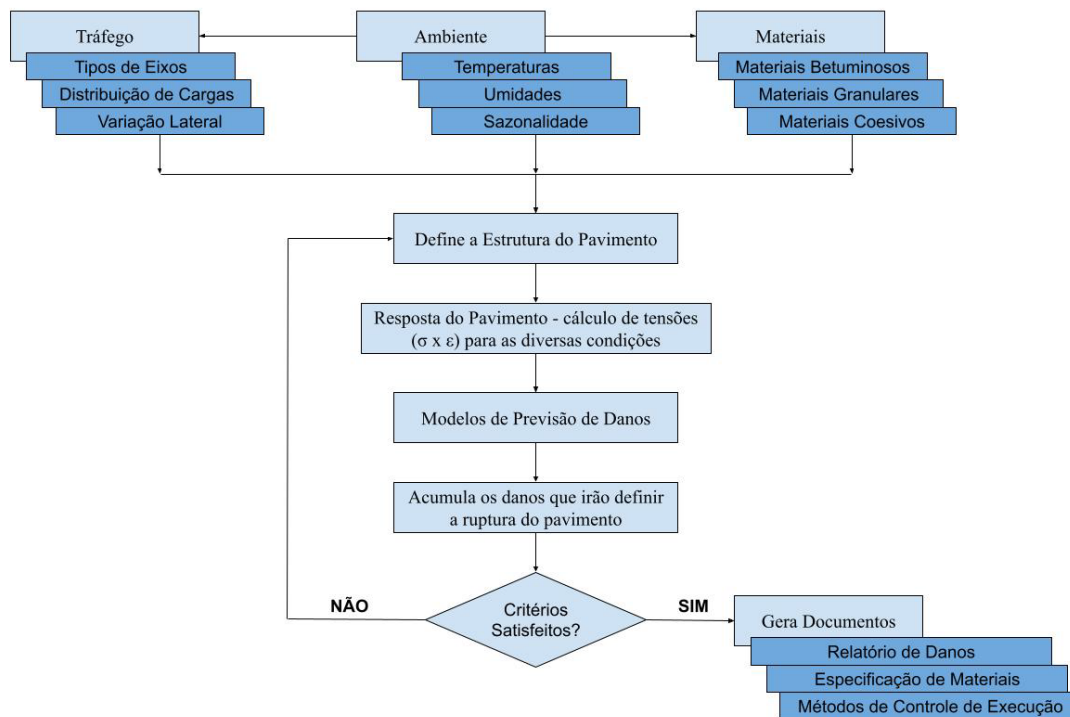 Tráfego
Tipos de Eixos
Distribuição de Cargas
Variação Lateral
Ambiente
Temperaturas
Umidades
Sazonalidade
Materiais
Materiais Betuminosos
Materiais Granulares
Materiais Coesivos
Define a Estrutura do Pavimento
Resposta do Pavimento - cálculo de tensões
(σ x ε) para as diversas condições
Modelos de Previsão de Danos
Acumula os danos que irão definir
a ruptura do pavimento
Critérios
Satisfeitos?
NÃO
SIM
Gera Documentos
Relatório de Danos
Especificação de Materiais
Métodos de Controle de Execução